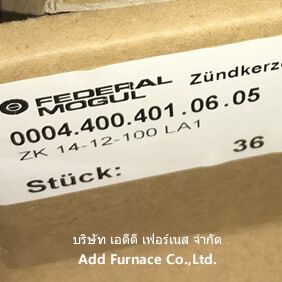 FEDERAL MOGUL Zündkerze
0004.400.401.06.05
ZK 14-12-100 LA1
Stück: 36
บริษัท เอดีดี เฟอร์เนส จำกัด
Add Furnace Co.,Ltd.